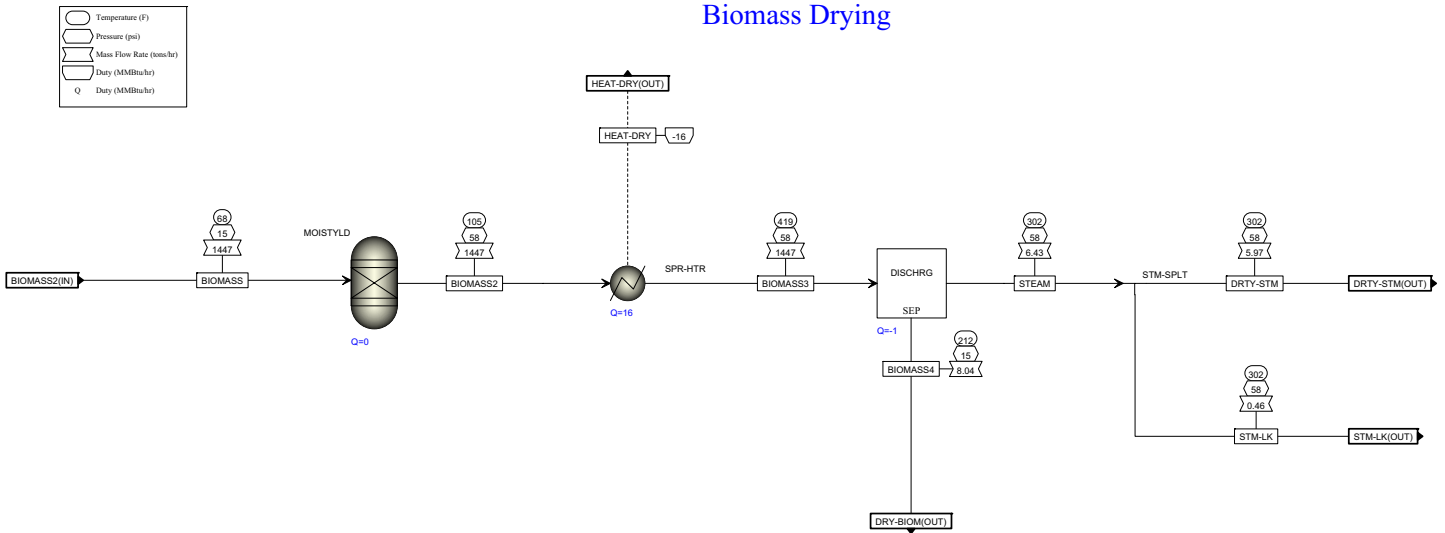 Biomass Drying
Temperature (F)
Pressure (psi)
Mass Flow Rate (tons/hr)
Duty (MMBtu/hr)
Q Duty (MMBtu/hr)
HEAT-DRY(OUT)
HEAT-DRY
-16
BIOMASS2(IN)
68
15
1447
BIOMASS
MOISTYLD
Q=0
105
58
1447
BIOMASS2
SPR-HTR
Q=16
419
58
1447
BIOMASS3
DISCHRG
SEP
Q=-1
212
15
8.04
BIOMASS4
DRY-BIOM(OUT)
302
58
6.43
STEAM
STM-SPLT
302
58
5.97
DRTY-STM
DRTY-STM(OUT)
302
58
0.46
STM-LK
STM-LK(OUT)